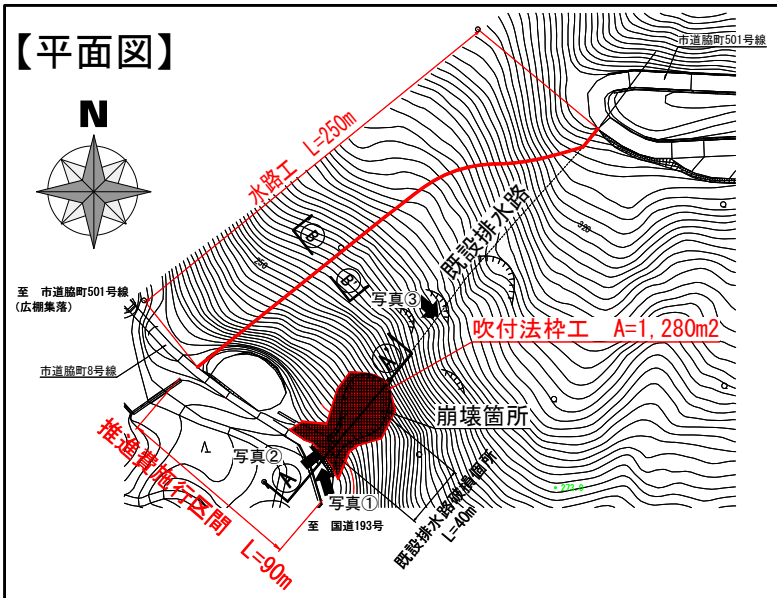 【平面図】
N
市道脇町501号線
水路工 L=250m
既設排水路
320
B
B
250
至 市道脇町501号線
(広棚集落)
写真③
吹付法枠工 A=1,280m2
A
市道脇町8号線
崩壊箇所
推進費施行区間 L=90m
写真②
A
写真①
既設排水路崩損箇所
L=40m
至 国道193号